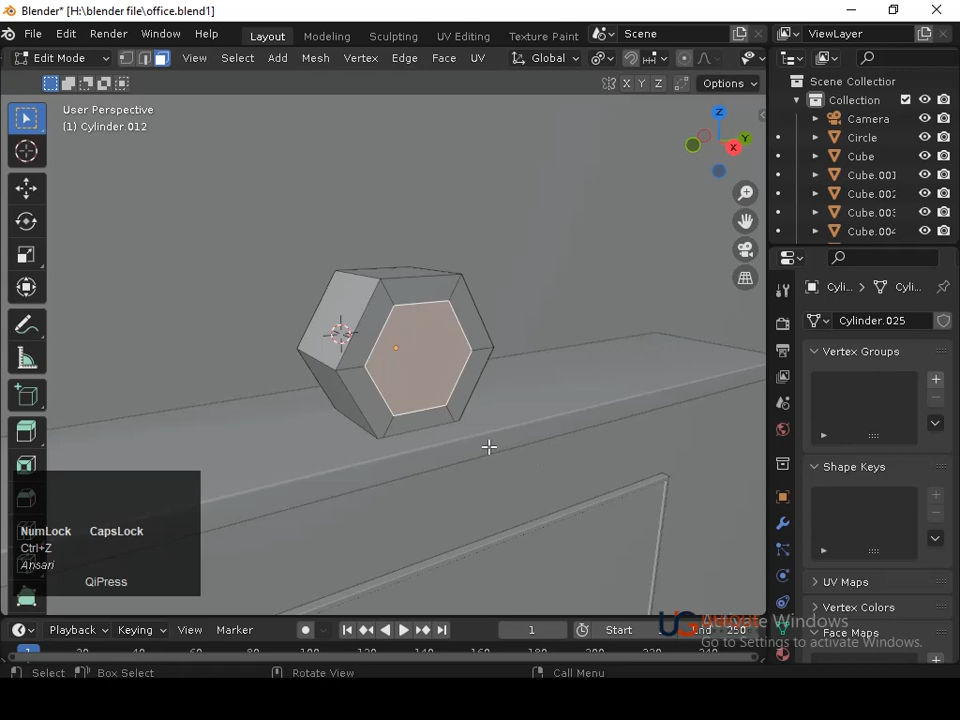 Blender* [H:\blender file\office.blend1]
File Edit Render Window Help Layout Modeling Sculpting UV Editing Texture Paint Scene ViewLayer
Edit Mode View Select Add Mesh Vertex Edge Face UV Global
X Y Z Options
User Perspective
(1) Cylinder.012
Z
Y
X
Scene Collection
Collection
Camera
Circle
Cube
Cube.001
Cube.002
Cube.003
Cube.004
Cyli... Cyli...
Cylinder.025
Vertex Groups
Shape Keys
UV Maps
Vertex Colors
Face Maps
NumLock CapsLock
Ctrl+Z
Ansari
QiPress
Activate Windows
Go to Settings to activate Windows.
Playback Keying View Marker 1 Start End 250
Select Box Select Rotate View Call Menu